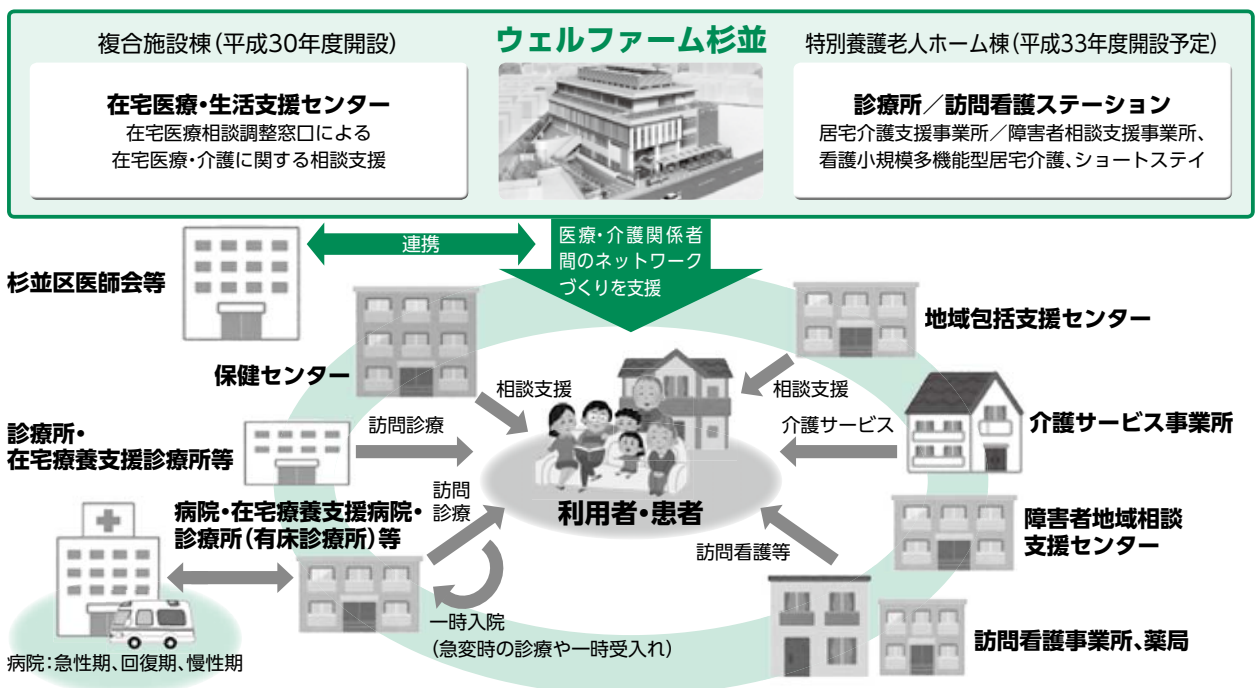 複合施設棟(平成30年度開設)
ウェルファーム杉並
特別養護老人ホーム棟(平成33年度開設予定)
在宅医療・生活支援センター
在宅医療相談調整窓口による
在宅医療・介護に関する相談支援
診療所/訪問看護ステーション
居宅介護支援事業所/障害者相談支援事業所、
看護小規模多機能型居宅介護、ショートステイ
連携
医療・介護関係者
間のネットワーク
づくりを支援
杉並区医師会等
地域包括支援センター
保健センター
相談支援
相談支援
診療所・
在宅療養支援診療所等
訪問診療
介護サービス
介護サービス事業所
病院・在宅療養支援病院・
診療所(有床診療所)等
訪問
診療
利用者・患者
障害者地域相談
支援センター
訪問看護等
一時入院
(急変時の診療や一時受入れ)
訪問看護事業所、薬局
病院:急性期、回復期、慢性期